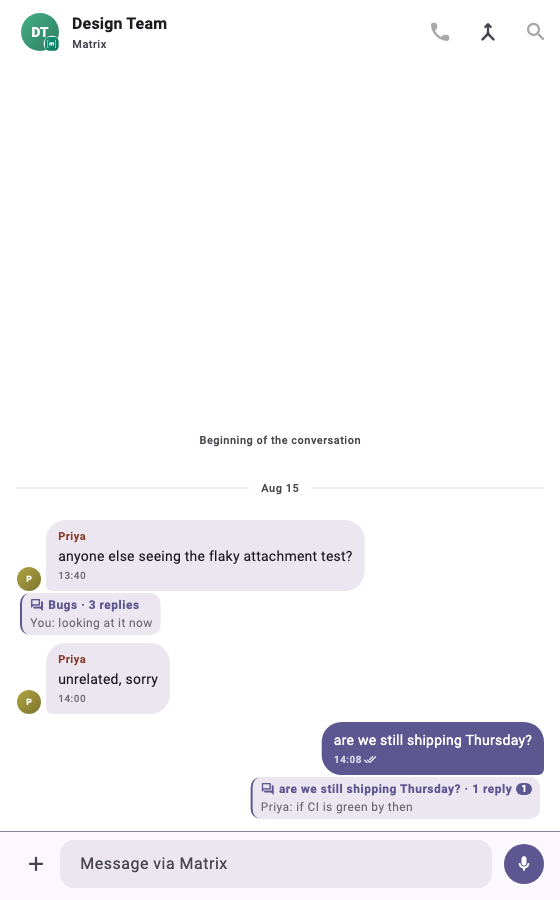 DT
Design Team
Matrix
[m]
Beginning of the conversation
Aug 15
Priya
anyone else seeing the flaky attachment test?
13:40
P
Bugs · 3 replies
You: looking at it now
Priya
unrelated, sorry
14:00
P
are we still shipping Thursday?
14:08
are we still shipping Thursday? · 1 reply 1
Priya: if CI is green by then
Message via Matrix